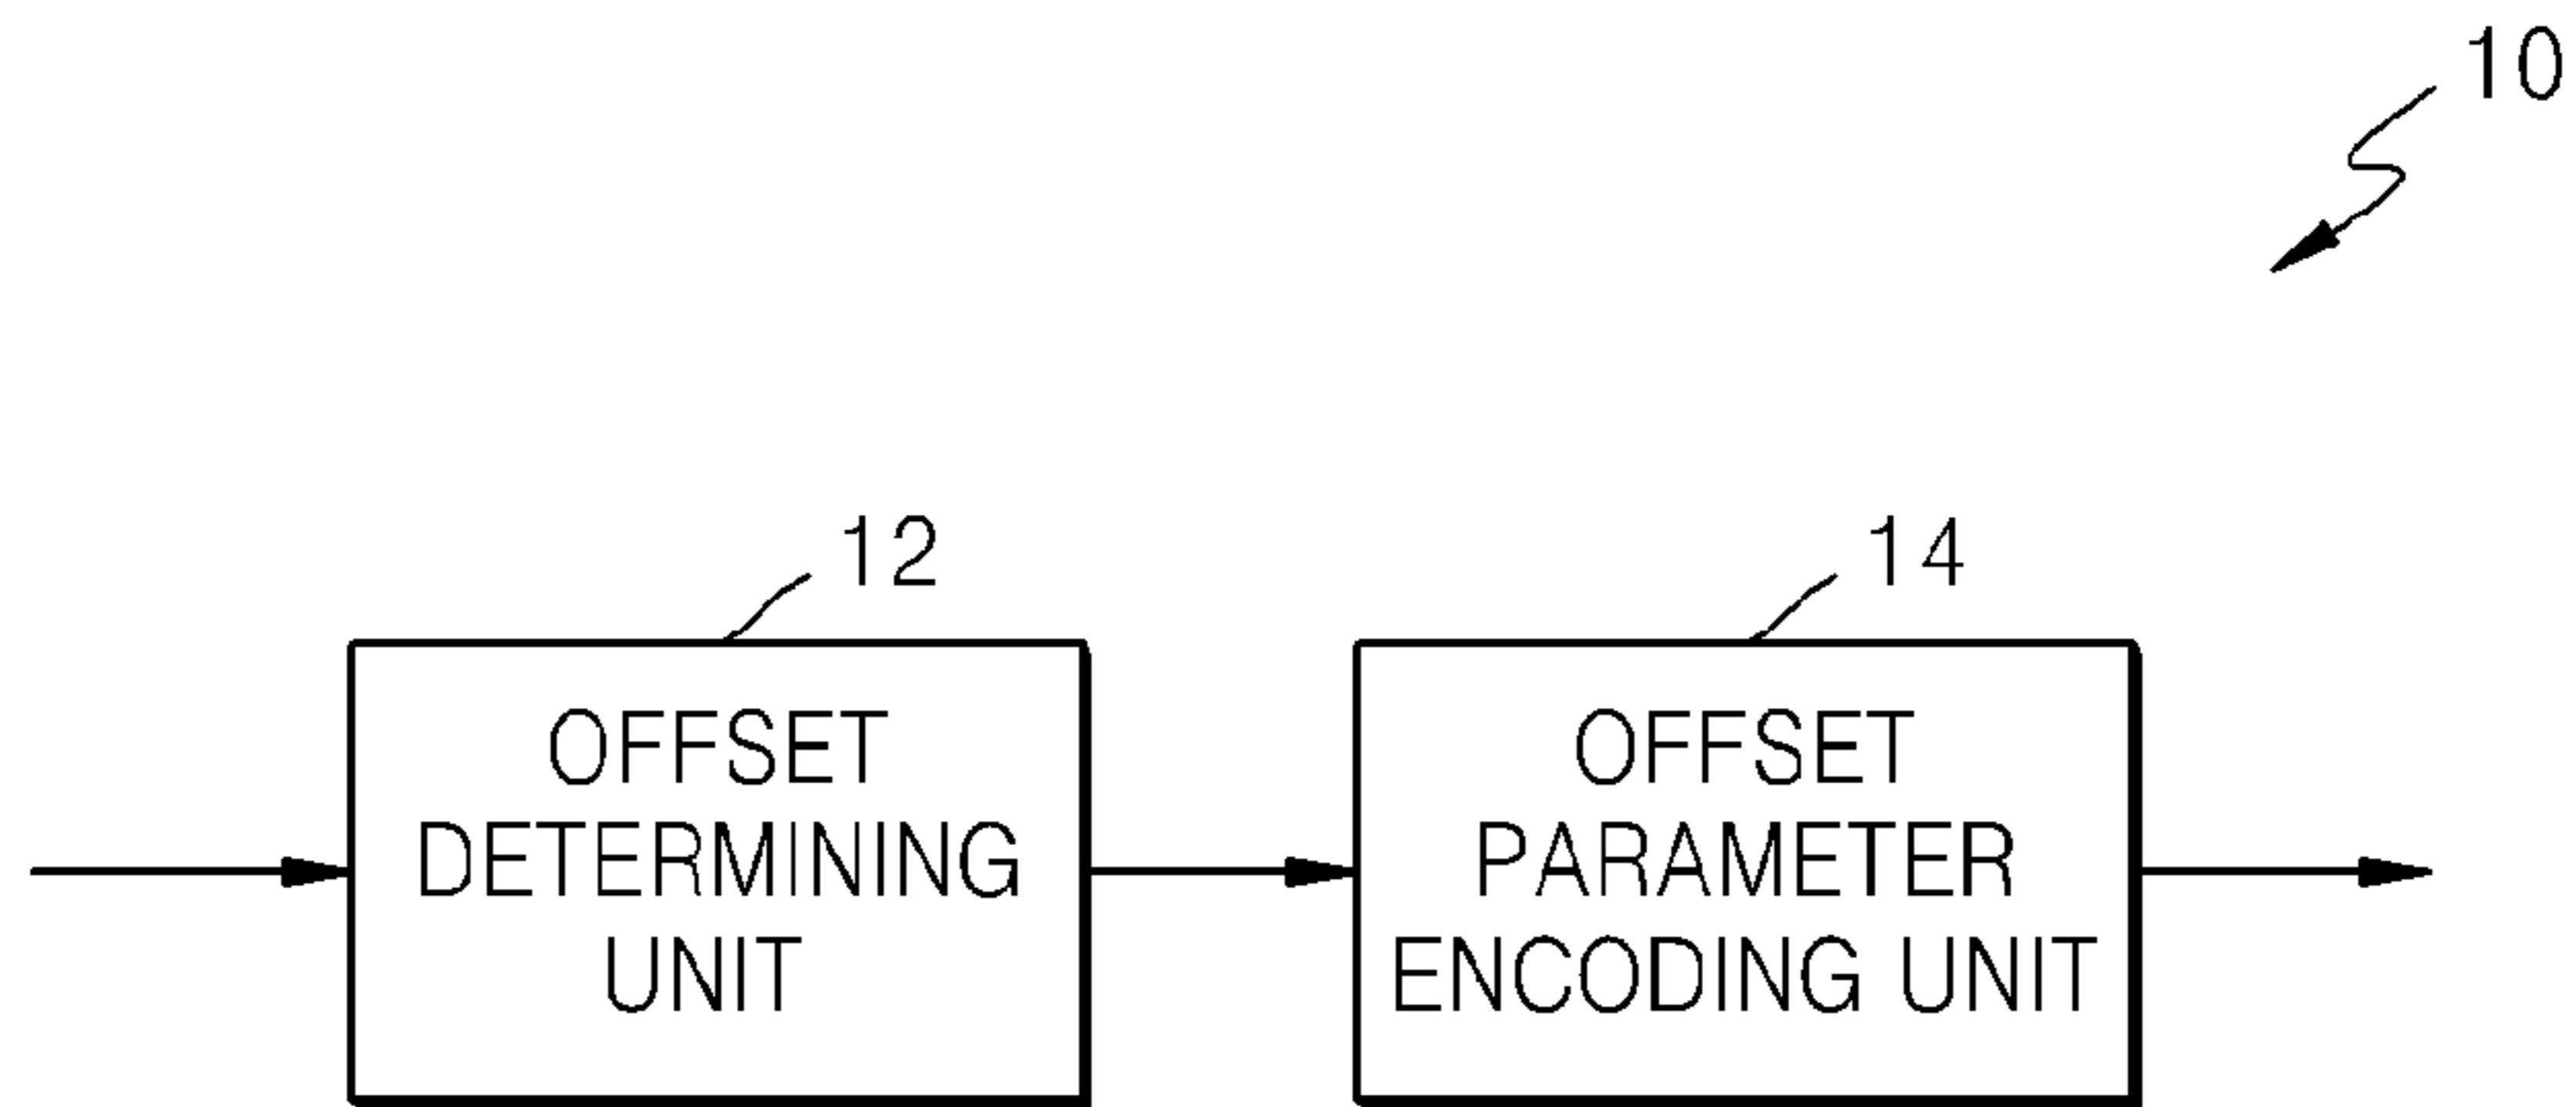 10
12
14
OFFSET
DETERMINING
UNIT
OFFSET
PARAMETER
ENCODING UNIT